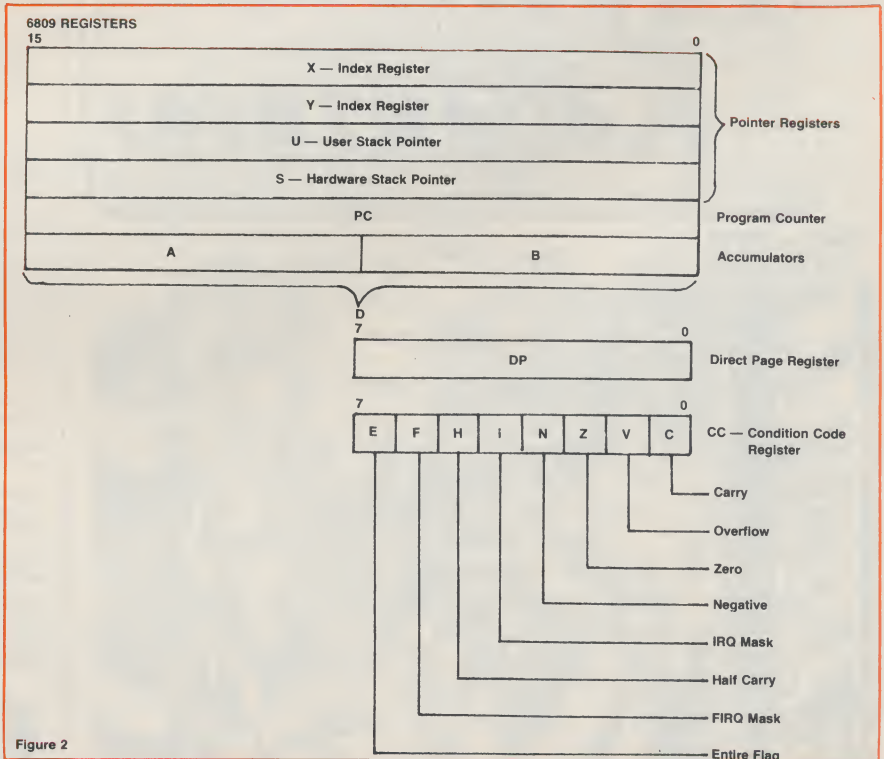 6809 REGISTERS
15 0
X — Index Register
Y — Index Register
U — User Stack Pointer
S — Hardware Stack Pointer
Pointer Registers
PC
Program Counter
A B
Accumulators
D
7 0
DP
Direct Page Register
7 0
E F H I N Z V C
CC — Condition Code
Register
Carry
Overflow
Zero
Negative
IRQ Mask
Half Carry
FIRQ Mask
Entire Flag
Figure 2